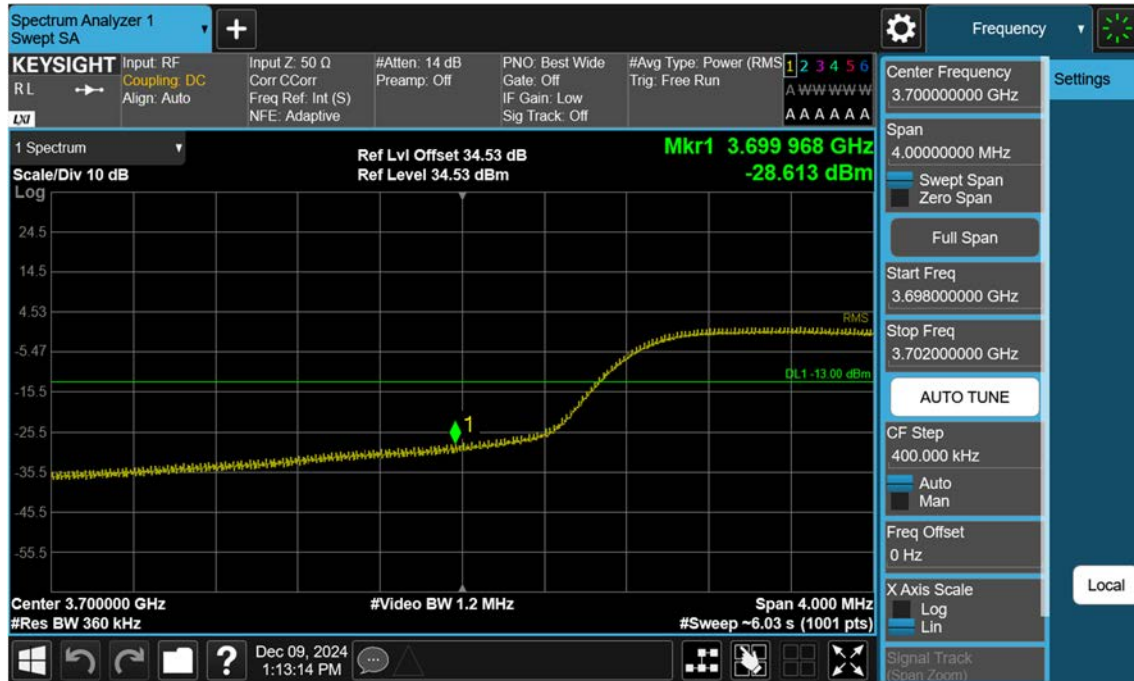 Spectrum Analyzer 1
Swept SA
+
Frequency
KEYSIGHT
RL
LXI
Input: RF
Coupling: DC
Align: Auto
Input Z: 50 Ω
Corr CCorr
Freq Ref: Int (S)
NFE: Adaptive
#Atten: 14 dB
Preamp: Off
PNO: Best Wide
Gate: Off
IF Gain: Low
Sig Track: Off
#Avg Type: Power (RMS
Trig: Free Run
1 2 3 4 5 6
A W W W W W
A A A A A A
1 Spectrum
Scale/Div 10 dB
Ref Lvl Offset 34.53 dB
Ref Level 34.53 dBm
Mkr1 3.699 968 GHz
-28.613 dBm
Log
24.5
14.5
4.53
-5.47
-15.5
-25.5
-35.5
-45.5
-55.5
RMS
DL1 -13.00 dBm
1
Center 3.700000 GHz
#Res BW 360 kHz
#Video BW 1.2 MHz
Span 4.000 MHz
#Sweep ~6.03 s (1001 pts)
Dec 09, 2024
1:13:14 PM
?
Center Frequency
3.700000000 GHz
Span
4.00000000 MHz
Swept Span
Zero Span
Full Span
Start Freq
3.698000000 GHz
Stop Freq
3.702000000 GHz
AUTO TUNE
CF Step
400.000 kHz
Auto
Man
Freq Offset
0 Hz
X Axis Scale
Log
Lin
Signal Track
(Span Zoom)
Settings
Local